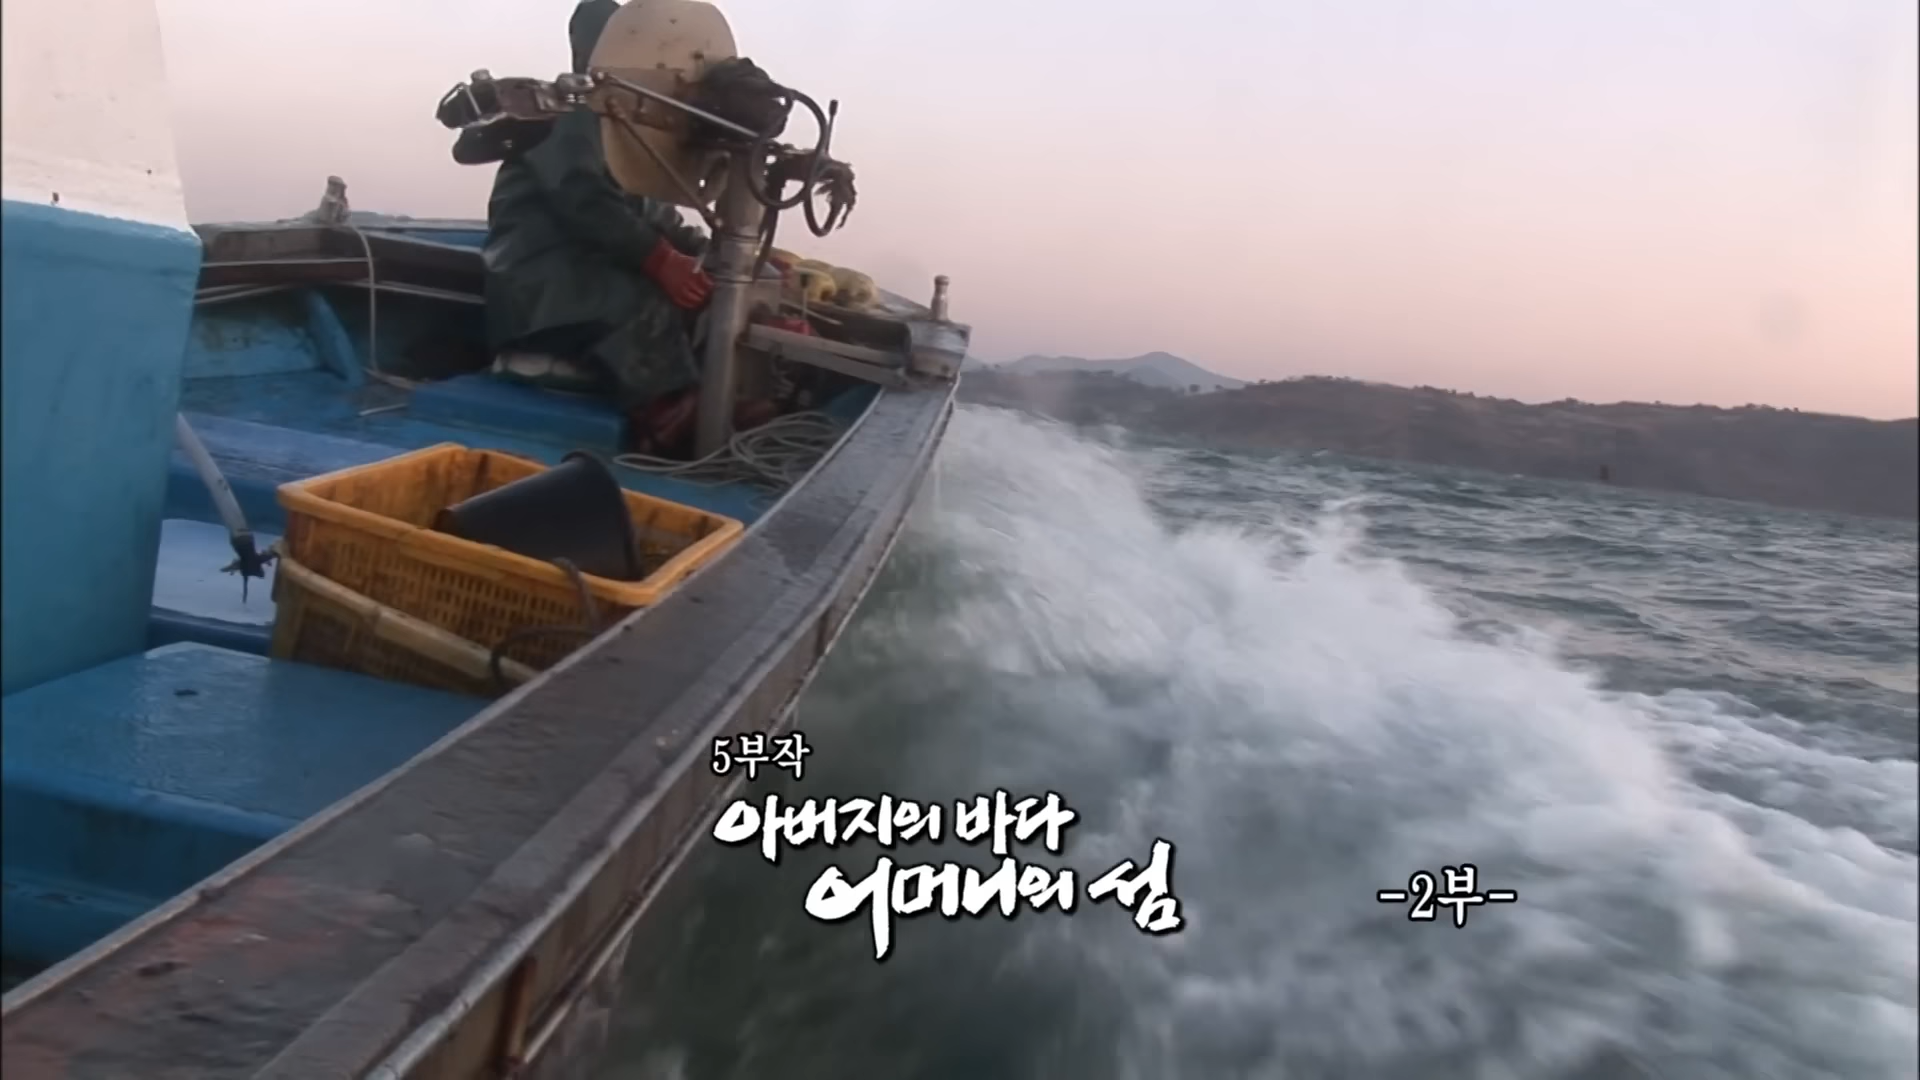 5부작
아버지의 바다
어머니의 섬
-2부-